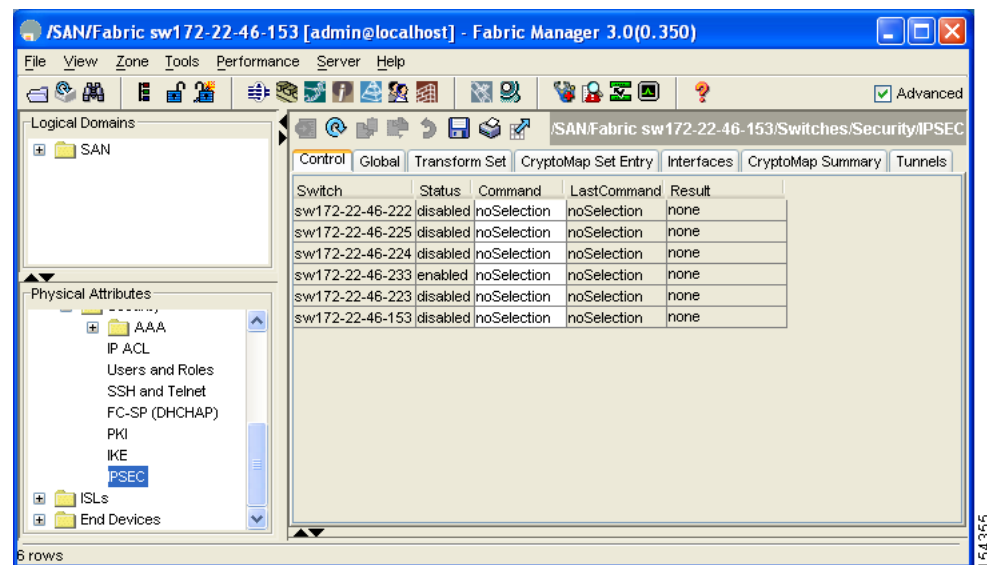 /SAN/Fabric sw172-22-46-153 [admin@localhost] - Fabric Manager 3.0(0.350)
File View Zone Tools Performance Server Help
Advanced
Logical Domains
SAN
/SAN/Fabric sw172-22-46-153/Switches/Security/IPSEC
Control Global Transform Set CryptoMap Set Entry Interfaces CryptoMap Summary Tunnels
Switch Status Command LastCommand Result
sw172-22-46-222 disabled noSelection noSelection none
sw172-22-46-225 disabled noSelection noSelection none
sw172-22-46-224 disabled noSelection noSelection none
sw172-22-46-233 enabled noSelection noSelection none
sw172-22-46-223 disabled noSelection noSelection none
sw172-22-46-153 disabled noSelection noSelection none
Physical Attributes
Security
AAA
IP ACL
Users and Roles
SSH and Telnet
FC-SP (DHCHAP)
PKI
IKE
IPSEC
ISLs
End Devices
6 rows
154355